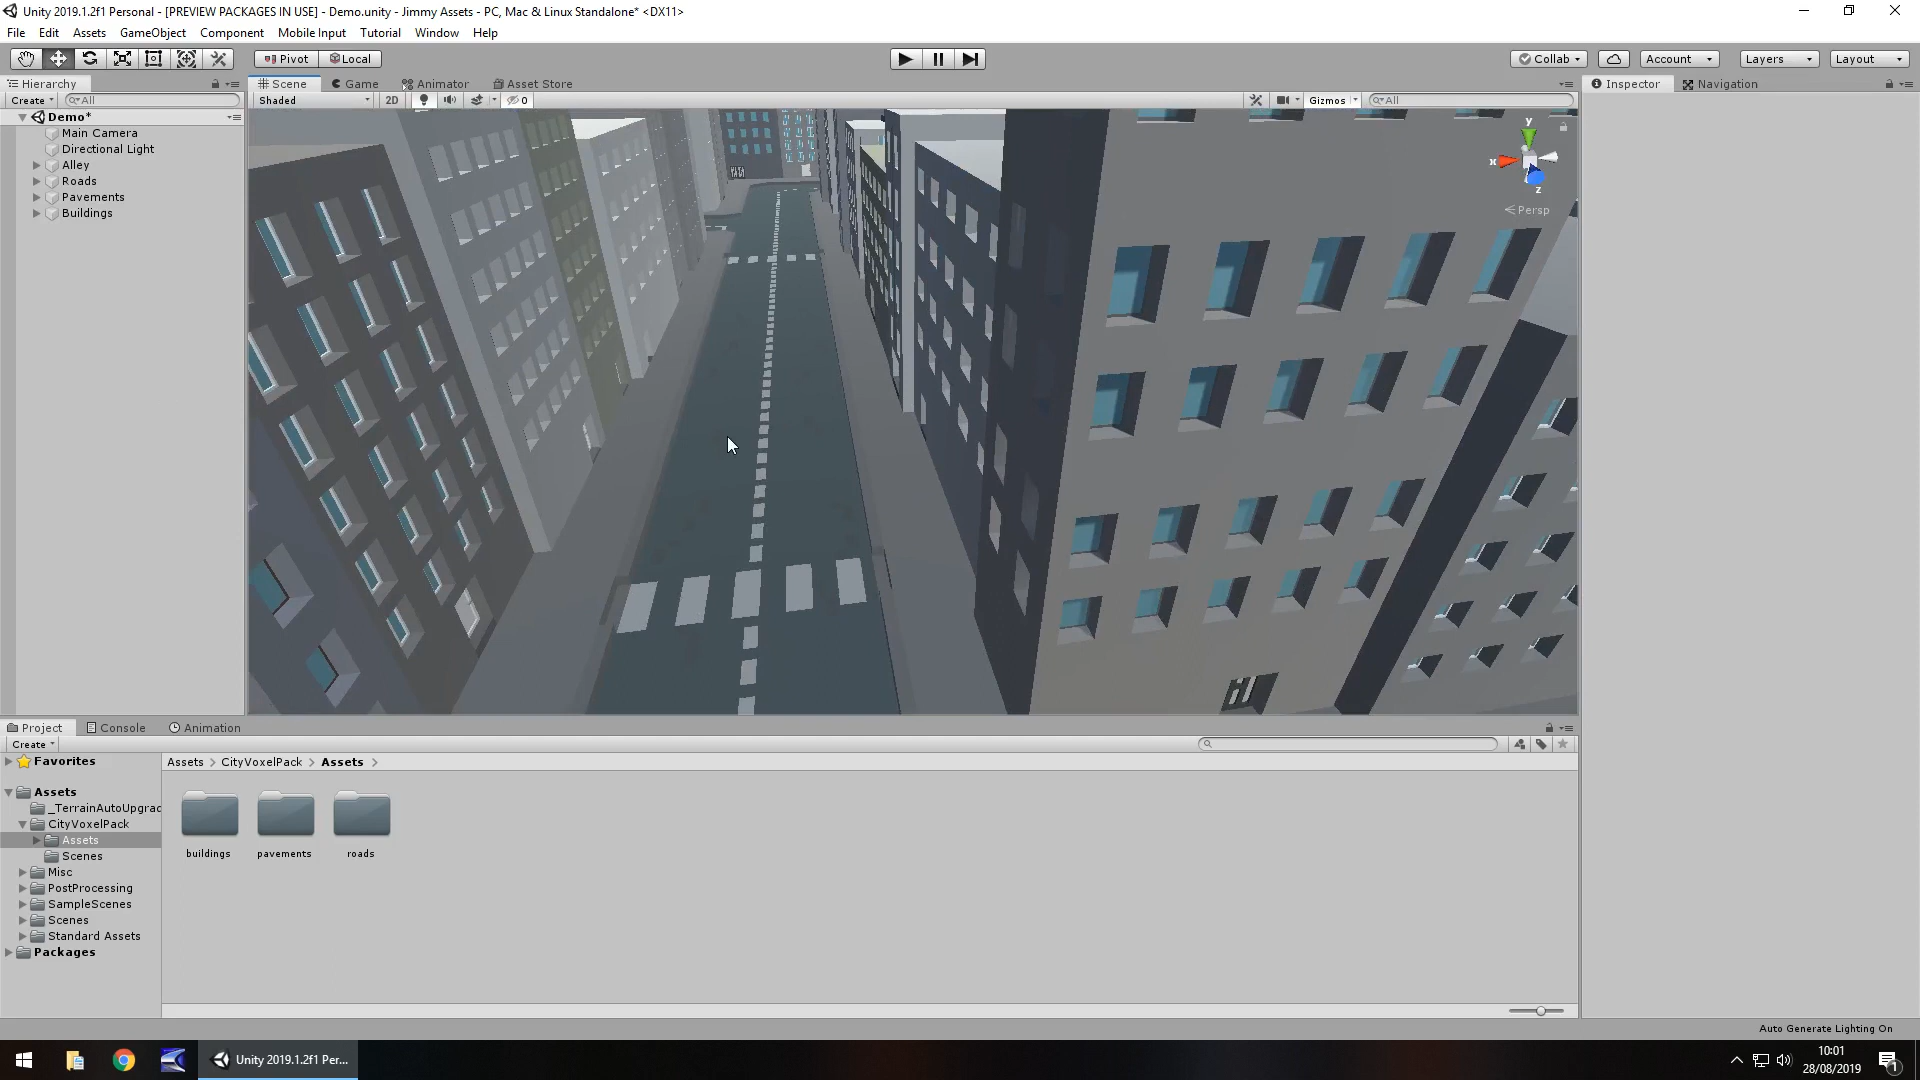 Unity 2019.1.2f1 Personal - [PREVIEW PACKAGES IN USE] - Demo.unity - Jimmy Assets - PC, Mac & Linux Standalone* <DX11>
File Edit Assets GameObject Component Mobile Input Tutorial Window Help
Pivot Local Collab Account Layers Layout
Hierarchy Scene Game Animator Asset Store Inspector Navigation
Create All Shaded 2D 0 Gizmos All
Demo*
Main Camera
Directional Light
Alley
Roads
Pavements
Buildings
y
x
z
Persp
Project Console Animation
Create
Favorites
Assets > CityVoxelPack > Assets >
Assets
_TerrainAutoUpgrad
CityVoxelPack
Assets
Scenes
Misc
PostProcessing
SampleScenes
Scenes
Standard Assets
Packages
buildings pavements roads
Auto Generate Lighting On
Unity 2019.1.2f1 Per...
10:01
28/08/2019
1